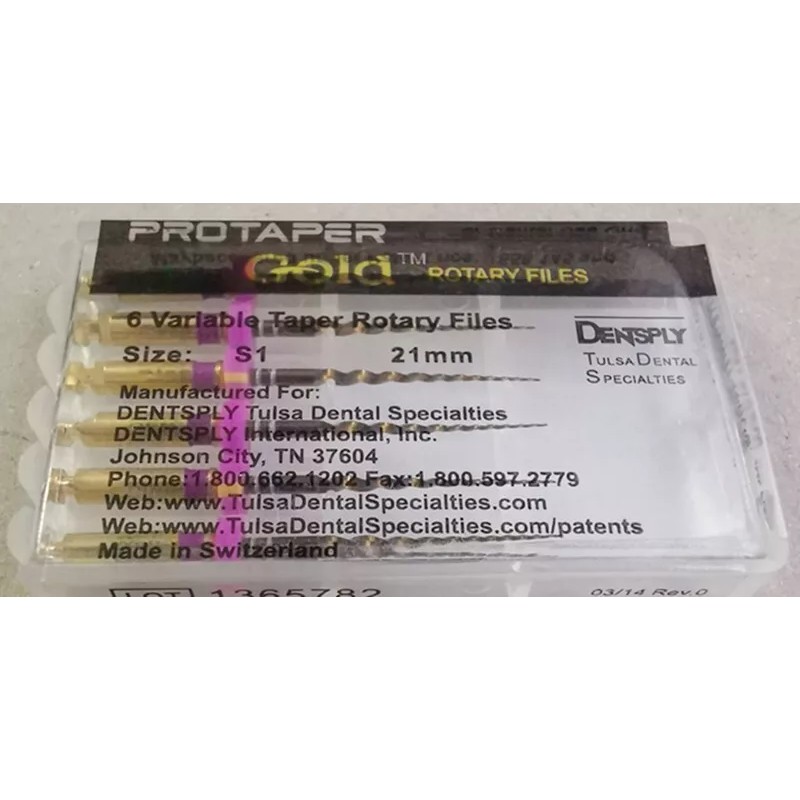 PROTAPER
Gold™ ROTARY FILES
6 Variable Taper Rotary Files
Size: S1 21mm
DENTSPLY
TULSA DENTAL
SPECIALTIES
Manufactured For:
DENTSPLY Tulsa Dental Specialties
DENTSPLY International, Inc.
Johnson City, TN 37604
Phone:1.800.662.1202 Fax:1.800.597.2779
Web:www.TulsaDentalSpecialties.com
Web:www.TulsaDentalSpecialties.com/patents
Made in Switzerland
LOT 1365782
03/14 Rev.0